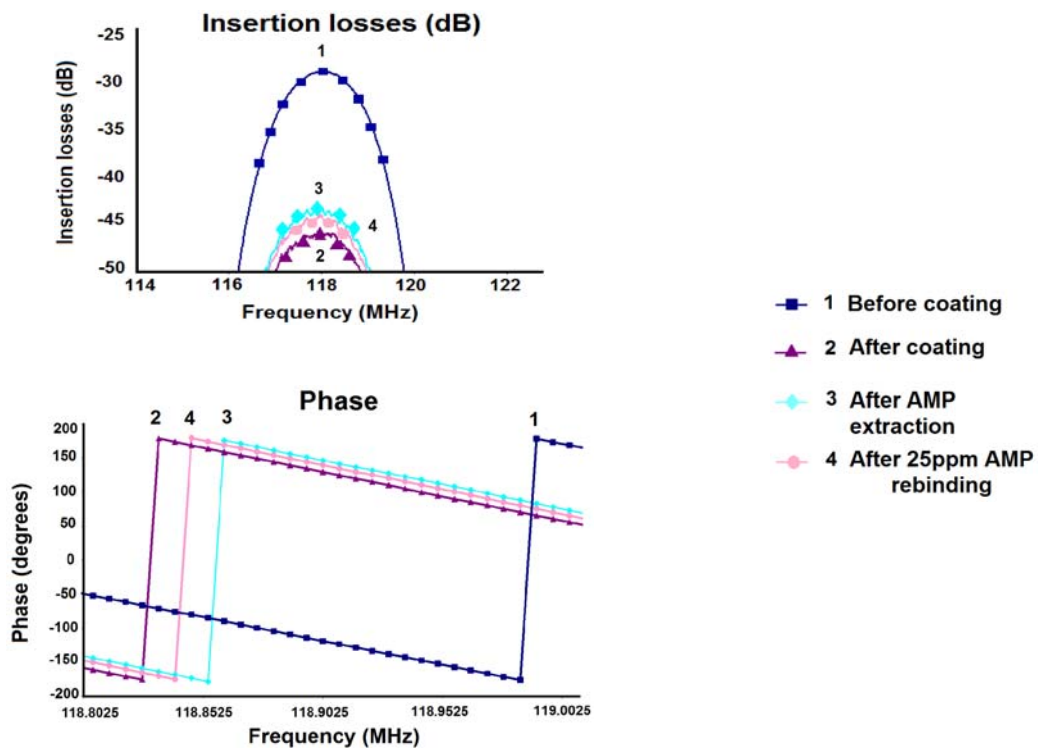 Insertion losses (dB)
Insertion losses (dB)
-25
-30
-35
-40
-45
-50
1
3
4
2
114
116
118
120
122
Frequency (MHz)
1 Before coating
2 After coating
3 After AMP
extraction
4 After 25ppm AMP
rebinding
Phase
Phase (degrees)
2 4 3 1
200
150
100
50
0
-50
-100
-150
-200
118.8025
118.8525
118.9025
118.9525
119.0025
Frequency (MHz)